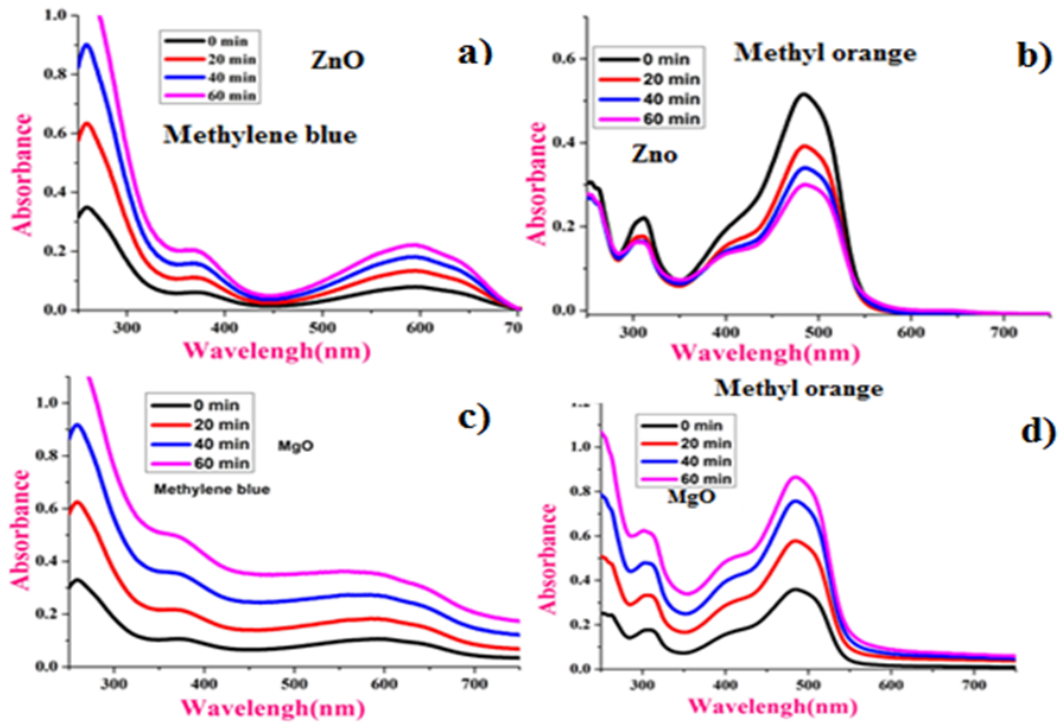 1.0
0.8
0.6
0.4
0.2
0.0
Absorbance
0 min
20 min
40 min
60 min
ZnO
a)
Methylene blue
300
400
500
600
70
Wavelengh(nm)
0.6
0.4
0.2
0.0
Absorbance
0 min
20 min
40 min
60 min
Methyl orange
b)
Zno
300
400
500
600
700
Wavelengh(nm)
1.0
0.8
0.6
0.4
0.2
0.0
Absorbance
0 min
20 min
40 min
60 min
MgO
c)
Methylene blue
300
400
500
600
700
Wavelengh(nm)
Methyl orange
1.0
0.8
0.6
0.4
0.2
0.0
Absorbance
0 min
20 min
40 min
60 min
d)
MgO
300
400
500
600
700
Wavelengh(nm)